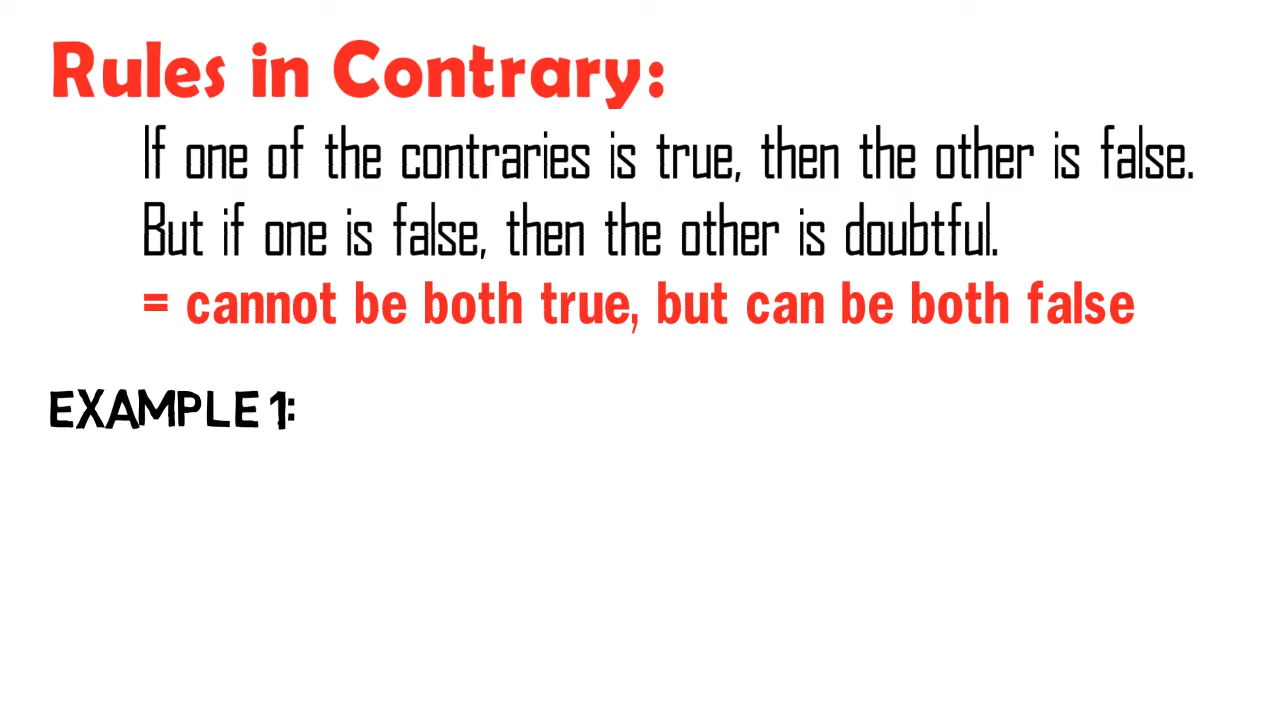 Rules in Contrary:
If one of the contraries is true, then the other is false.
But if one is false, then the other is doubtful.
= cannot be both true, but can be both false
EXAMPLE 1: